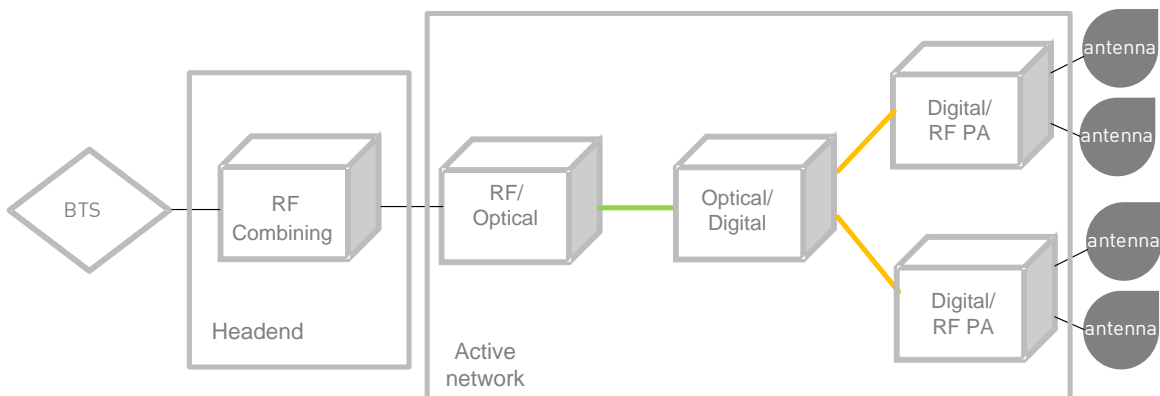 BTS
RF
Combining
Headend
RF/
Optical
Optical/
Digital
Digital/
RF PA
Digital/
RF PA
Active
network
antenna
antenna
antenna
antenna